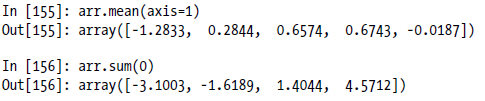 In [155]: arr.mean(axis=1)
Out[155]: array([-1.2833,  0.2844,  0.6574,  0.6743, -0.0187])
In [156]: arr.sum(0)
Out[156]: array([-3.1003, -1.6189,  1.4044,  4.5712])